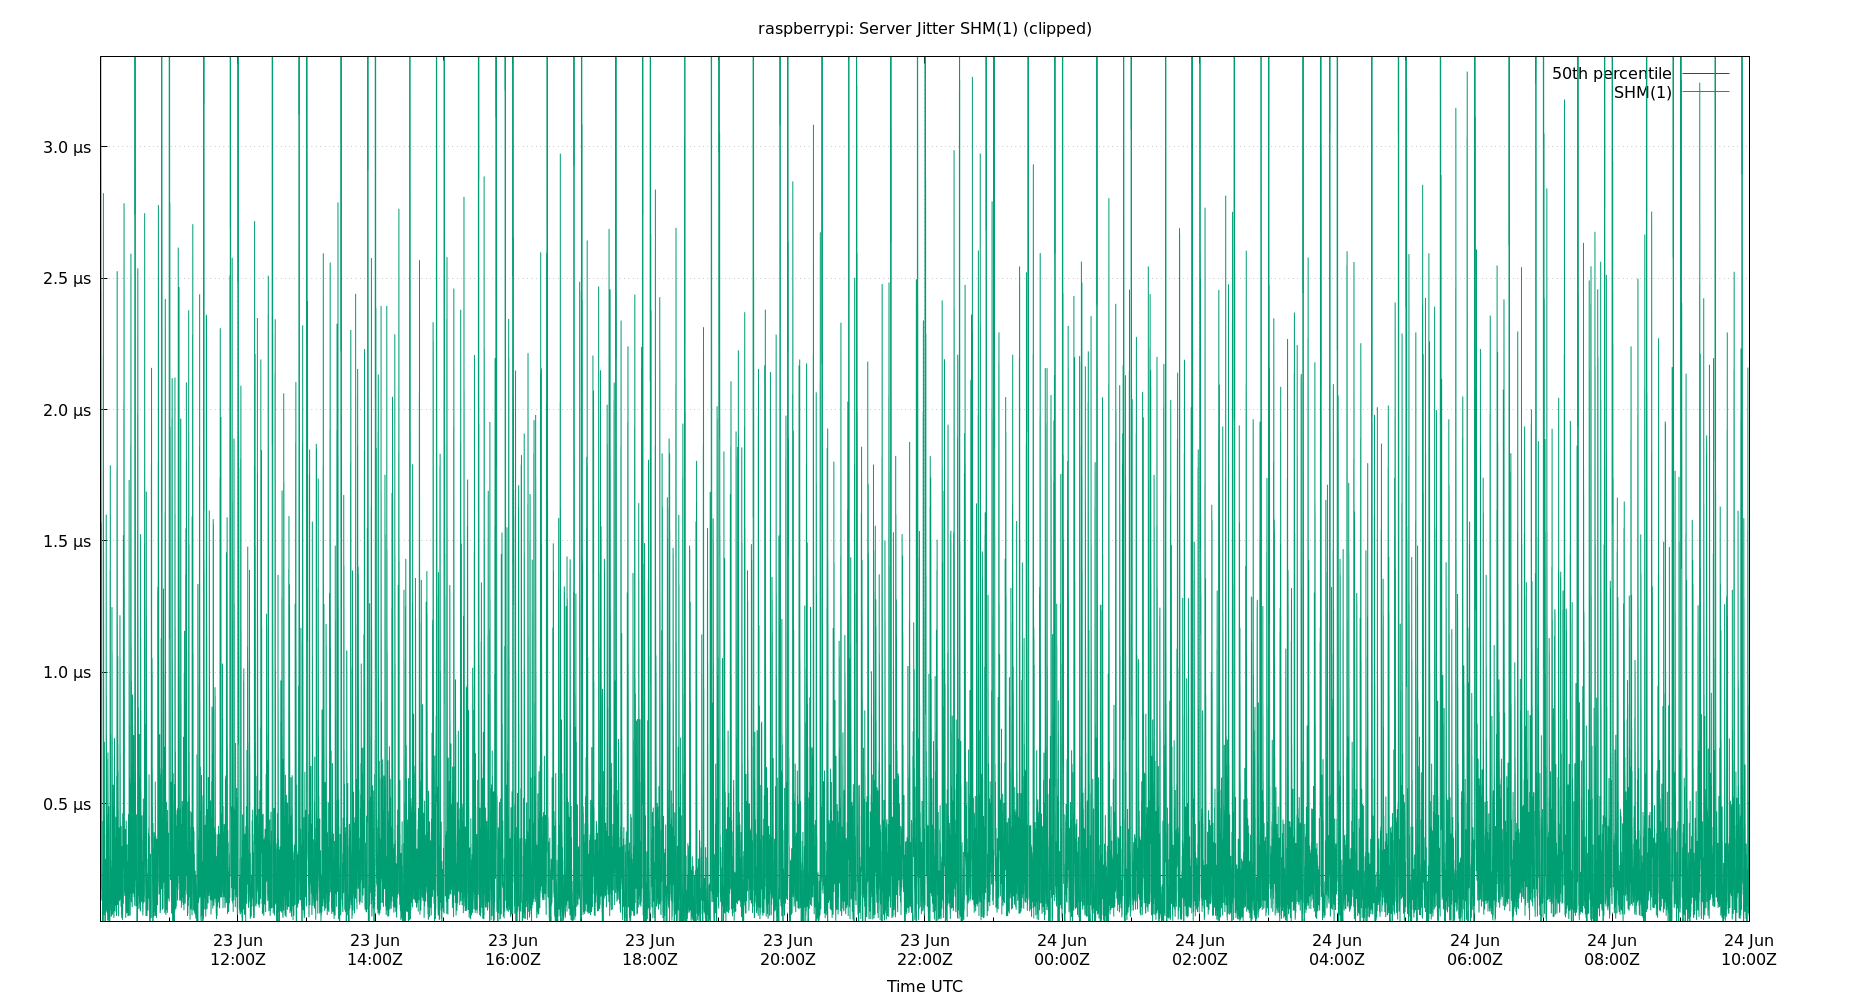 raspberrypi: Server Jitter SHM(1) (clipped)
50th percentile
SHM(1)
3.0 μs
2.5 μs
2.0 μs
1.5 μs
1.0 μs
0.5 μs
23 Jun 23 Jun 23 Jun 23 Jun 23 Jun 23 Jun 24 Jun 24 Jun 24 Jun 24 Jun 24 Jun 24 Jun
12:00Z 14:00Z 16:00Z 18:00Z 20:00Z 22:00Z 00:00Z 02:00Z 04:00Z 06:00Z 08:00Z 10:00Z
Time UTC